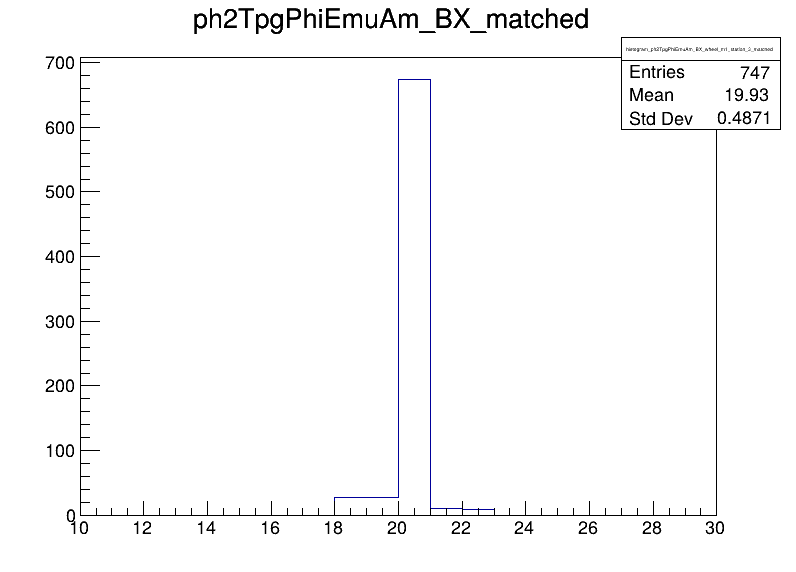 ph2TpgPhiEmuAm_BX_matched
histogram_ph2TpgPhiEmuAm_BX_wheel_m1_station_3_matched
Entries 747
Mean 19.93
Std Dev 0.4871
700
600
500
400
300
200
100
0
10 12 14 16 18 20 22 24 26 28 30